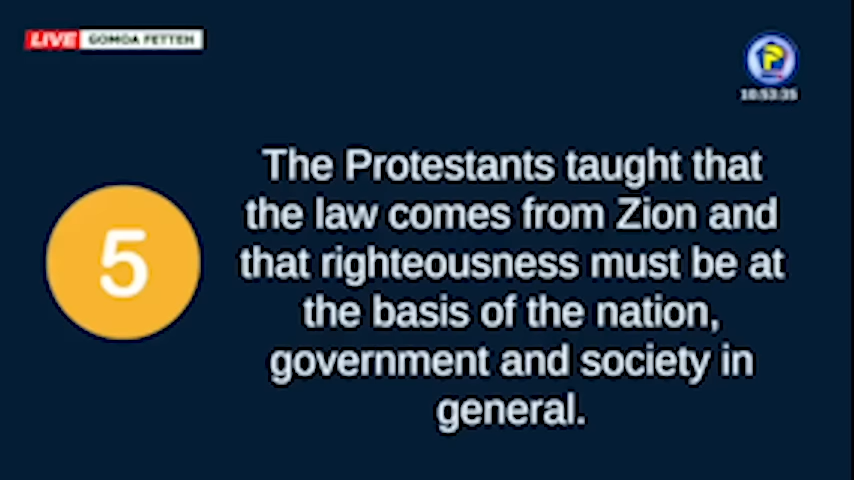 LIVE GOMOA FETTEH
10:53:35
5
The Protestants taught that
the law comes from Zion and
that righteousness must be at
the basis of the nation,
government and society in
general.